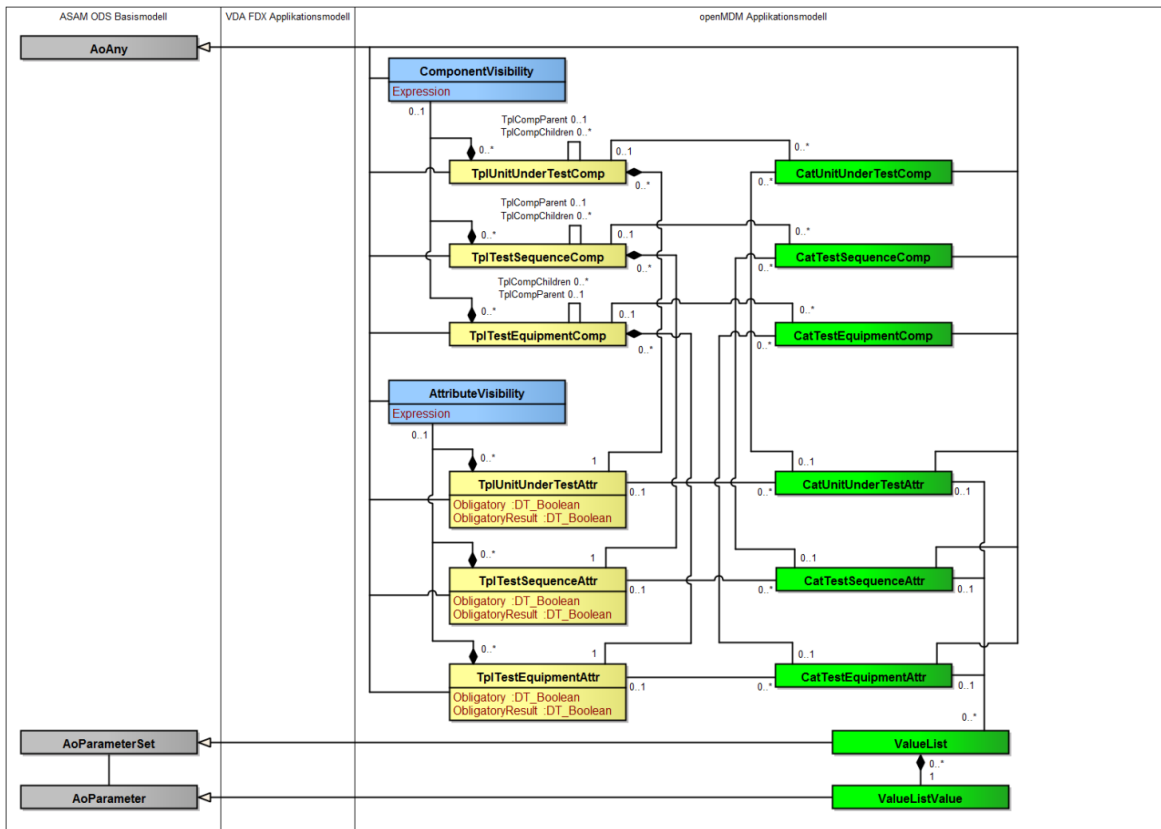 ASAM ODS Basismodell
VDA FDX Applikationsmodell
openMDM Applikationsmodell
AoAny
ComponentVisibility
Expression
0..1
TplCompParent 0..1
TplCompChildren 0..*
0..*
0..1
0..*
TplUnitUnderTestComp
CatUnitUnderTestComp
0..*
0..*
TplCompParent 0..1
TplCompChildren 0..*
0..*
0..1
0..*
TplTestSequenceComp
CatTestSequenceComp
0..*
0..*
TplCompChildren 0..*
TplCompParent 0..1
0..*
0..1
0..*
TplTestEquipmentComp
CatTestEquipmentComp
0..*
0..*
AttributeVisibility
Expression
0..1
0..*
1
0..1
TplUnitUnderTestAttr
CatUnitUnderTestAttr
0..1
0..*
0..1
Obligatory :DT_Boolean
ObligatoryResult :DT_Boolean
0..*
1
0..1
TplTestSequenceAttr
CatTestSequenceAttr
0..1
0..*
0..1
Obligatory :DT_Boolean
ObligatoryResult :DT_Boolean
0..*
1
0..1
TplTestEquipmentAttr
CatTestEquipmentAttr
0..1
0..*
0..1
Obligatory :DT_Boolean
ObligatoryResult :DT_Boolean
0..*
AoParameterSet
ValueList
0..*
1
AoParameter
ValueListValue